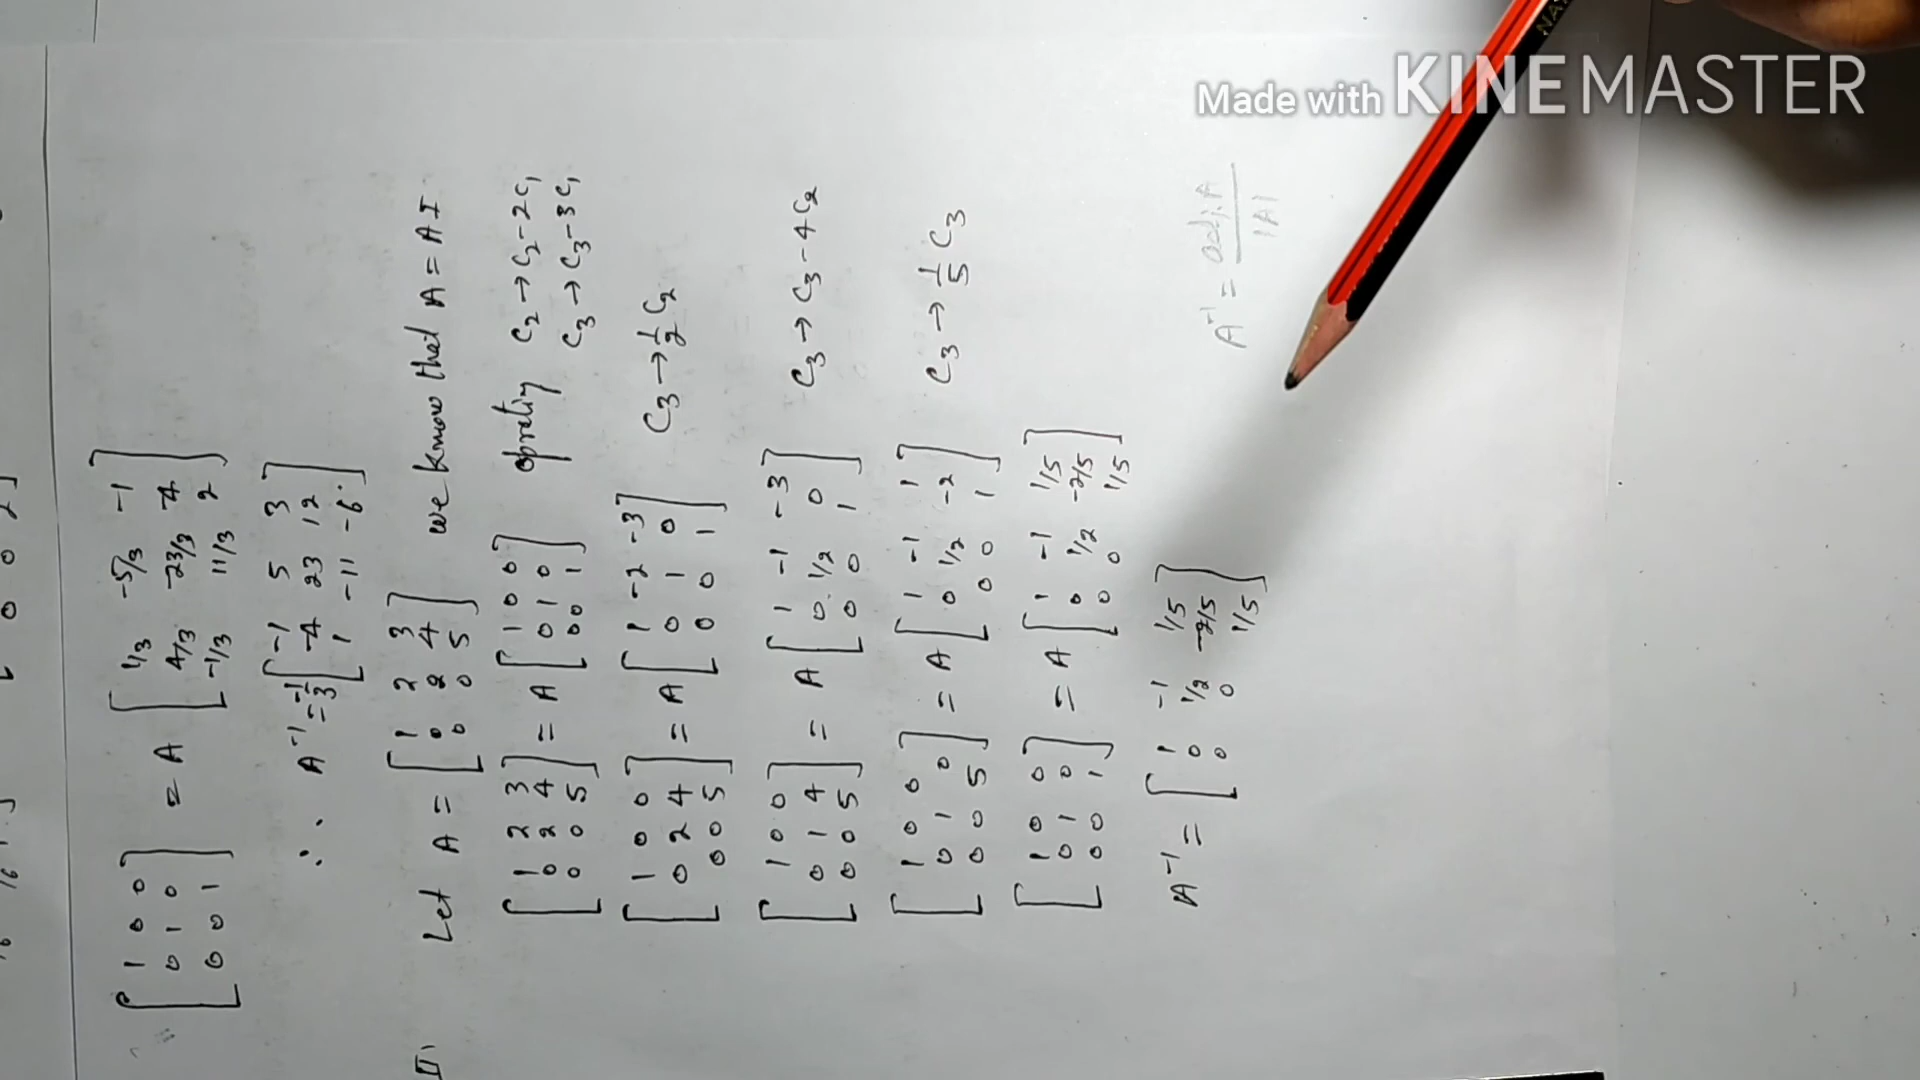 Made with KINEMASTER
[1 0 0
0 1 0
0 0 1] = A [1/3 -5/3 -1
4/3 -23/3 -4
-1/3 11/3 2]
∴ A⁻¹ = -1/3 [-1 5 3
-4 23 12
1 -11 -6]
II Let A = [1 2 3
0 2 4
0 0 5] we know that A = AI
[1 2 3
0 2 4
0 0 5] = A [1 0 0
0 1 0
0 0 1] C₂ → C₂ - 2C₁
C₃ → C₃ - 3C₁
[1 0 0
0 2 4
0 0 5] = A [1 -2 -3
0 1 0
0 0 1] C₃ → 1/2 C₂
[1 0 0
0 1 4
0 0 5] = A [1 -1 -3
0 1/2 0
0 0 1] C₃ → C₃ - 4C₂
[1 0 0
0 1 0
0 0 5] = A [1 -1 1
0 1/2 -2
0 0 1] C₃ → 1/5 C₃
[1 0 0
0 1 0
0 0 1] = A [1 -1 1/5
0 1/2 -2/5
0 0 1/5]
A⁻¹ = [1 -1 1/5
0 1/2 -2/5
0 0 1/5] A⁻¹ = adj.A / |A|